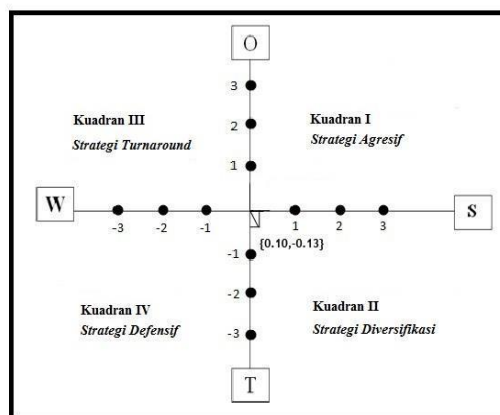 O
3
Kuadran III
Strategi Turnaround
2
Kuadran I
Strategi Agresif
1
W
S
-3 -2 -1 1 2 3
{0.10,-0.13}
-1
Kuadran IV
Strategi Defensif
-2
Kuadran II
Strategi Diversifikasi
-3
T